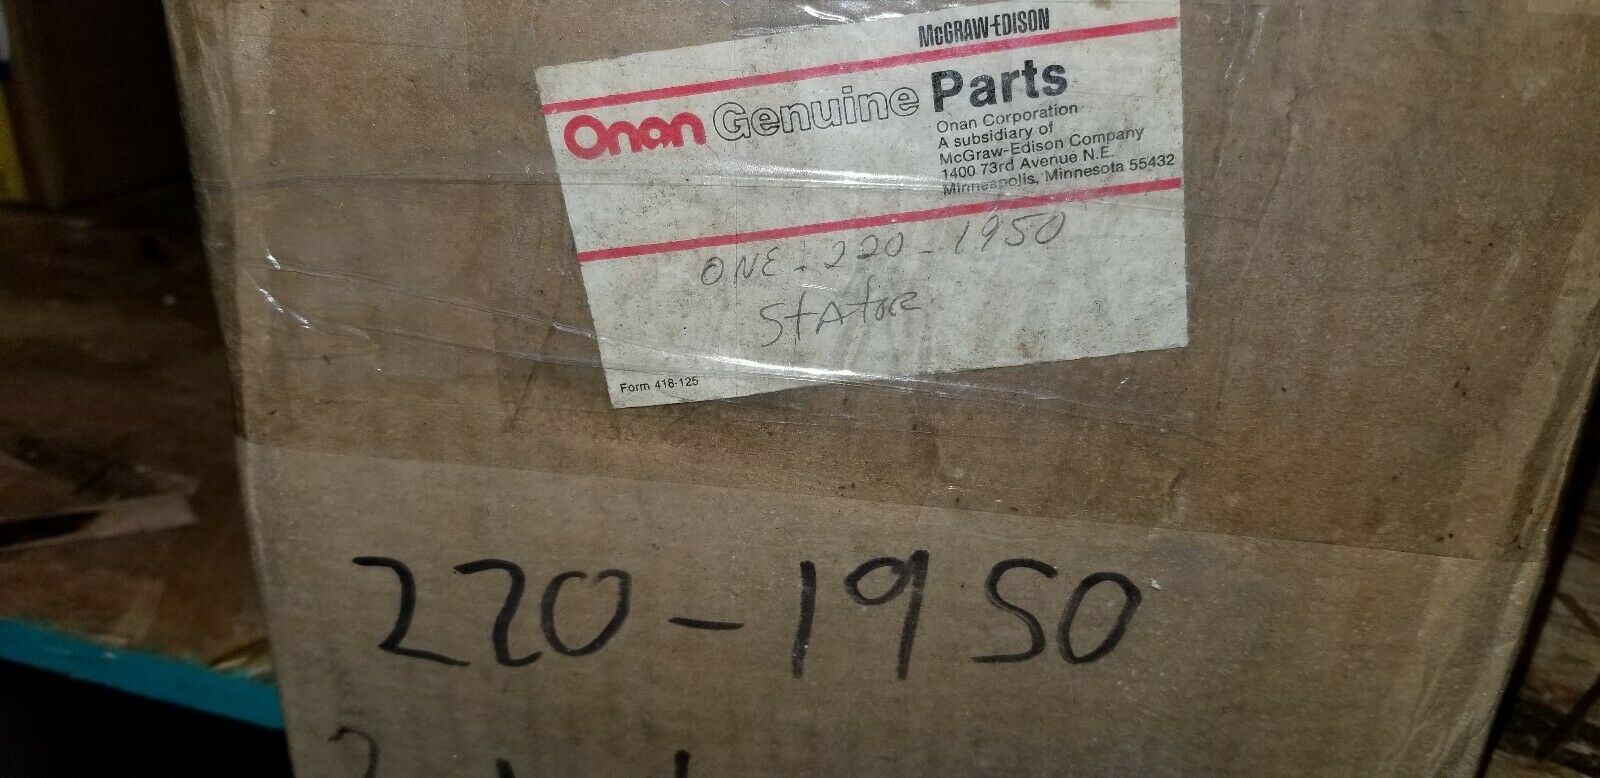 McGRAW-EDISON
Onan Genuine Parts
Onan Corporation
A subsidiary of
McGraw-Edison Company
1400 73rd Avenue N.E.
Minneapolis, Minnesota 55432
ONE-220-1950
StAtor
Form 418-125
220-1950